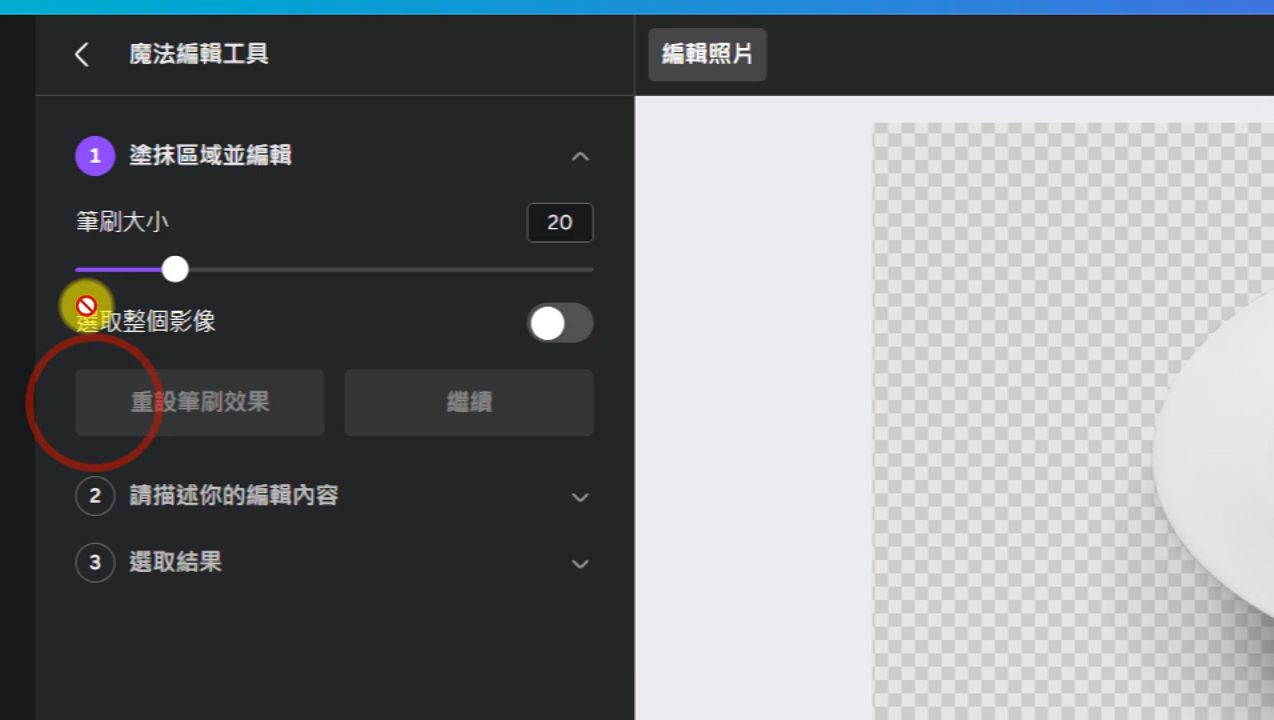 魔法編輯工具
編輯照片
1 塗抹區域並編輯
筆刷大小 20
選取整個影像
重設筆刷效果 繼續
2 請描述你的編輯內容
3 選取結果